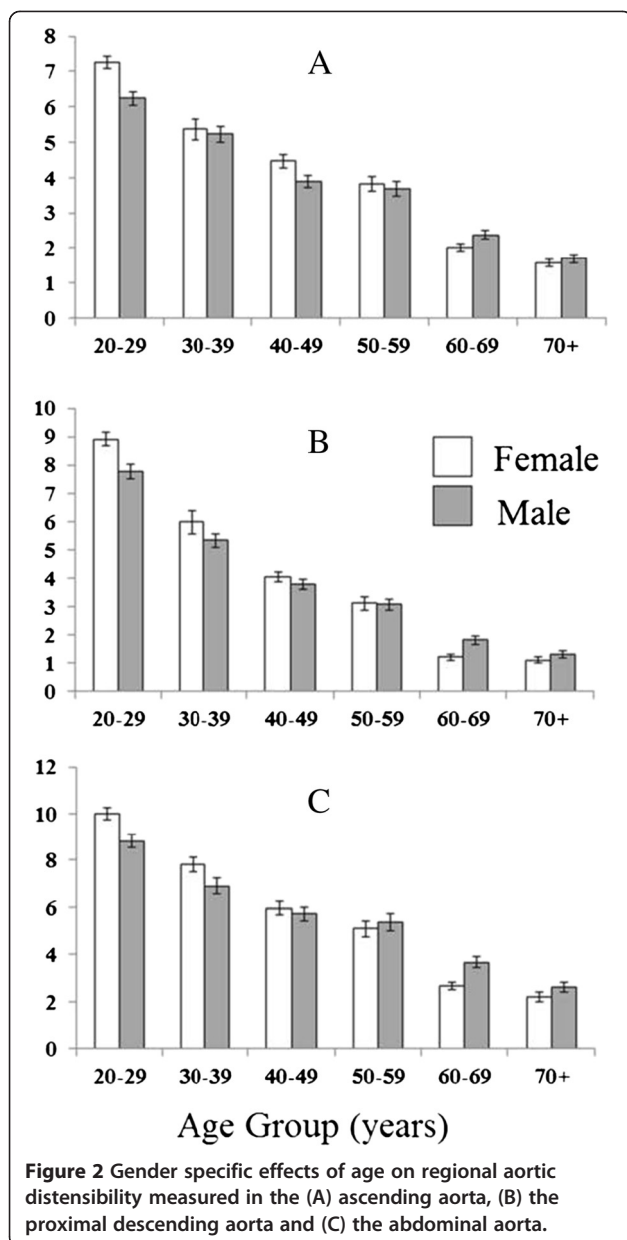 A
8
7
6
5
4
3
2
1
0
20-29 30-39 40-49 50-59 60-69 70+
B
Female
Male
10
9
8
7
6
5
4
3
2
1
0
20-29 30-39 40-49 50-59 60-69 70+
C
12
10
8
6
4
2
0
20-29 30-39 40-49 50-59 60-69 70+
Age Group (years)
Figure 2 Gender specific effects of age on regional aortic
distensibility measured in the (A) ascending aorta, (B) the
proximal descending aorta and (C) the abdominal aorta.